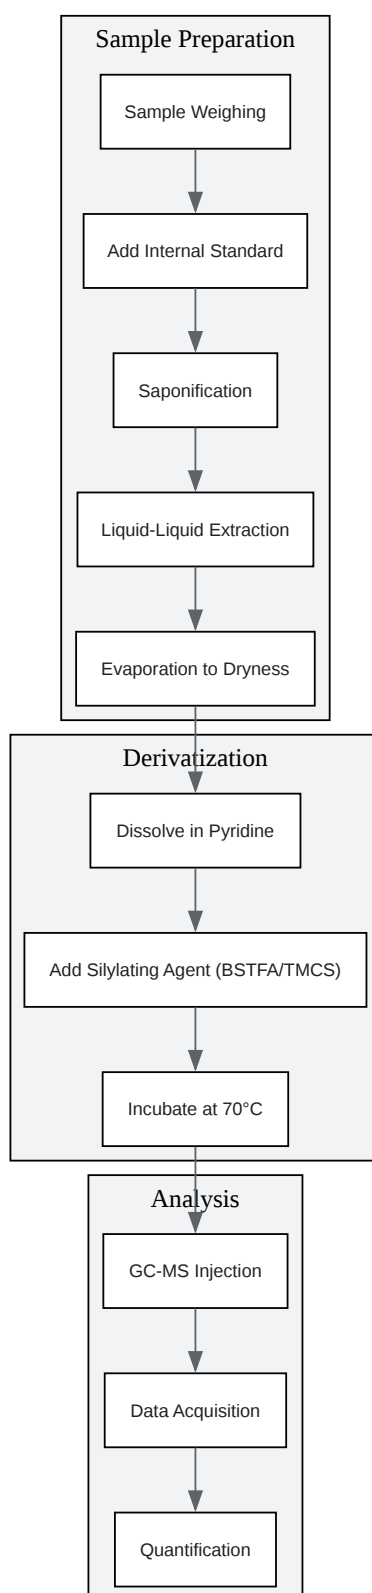 Sample Preparation
Sample Weighing
Add Internal Standard
Saponification
Liquid-Liquid Extraction
Evaporation to Dryness
Derivatization
Dissolve in Pyridine
Add Silylating Agent (BSTFA/TMCS)
Incubate at 70°C
Analysis
GC-MS Injection
Data Acquisition
Quantification